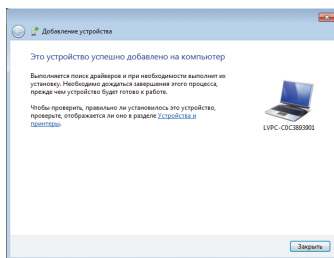 Добавление устройства
Это устройство успешно добавлено на компьютер
Выполняется поиск драйверов и при необходимости выполнит их
установку. Необходимо дождаться завершения этого процесса,
прежде чем устройство будет готово к работе.
Чтобы проверить, правильно ли установилось это устройство,
проверьте, отображается ли оно в разделе Устройства и
принтеры.
LVPC-C0C3893901
Закрыть